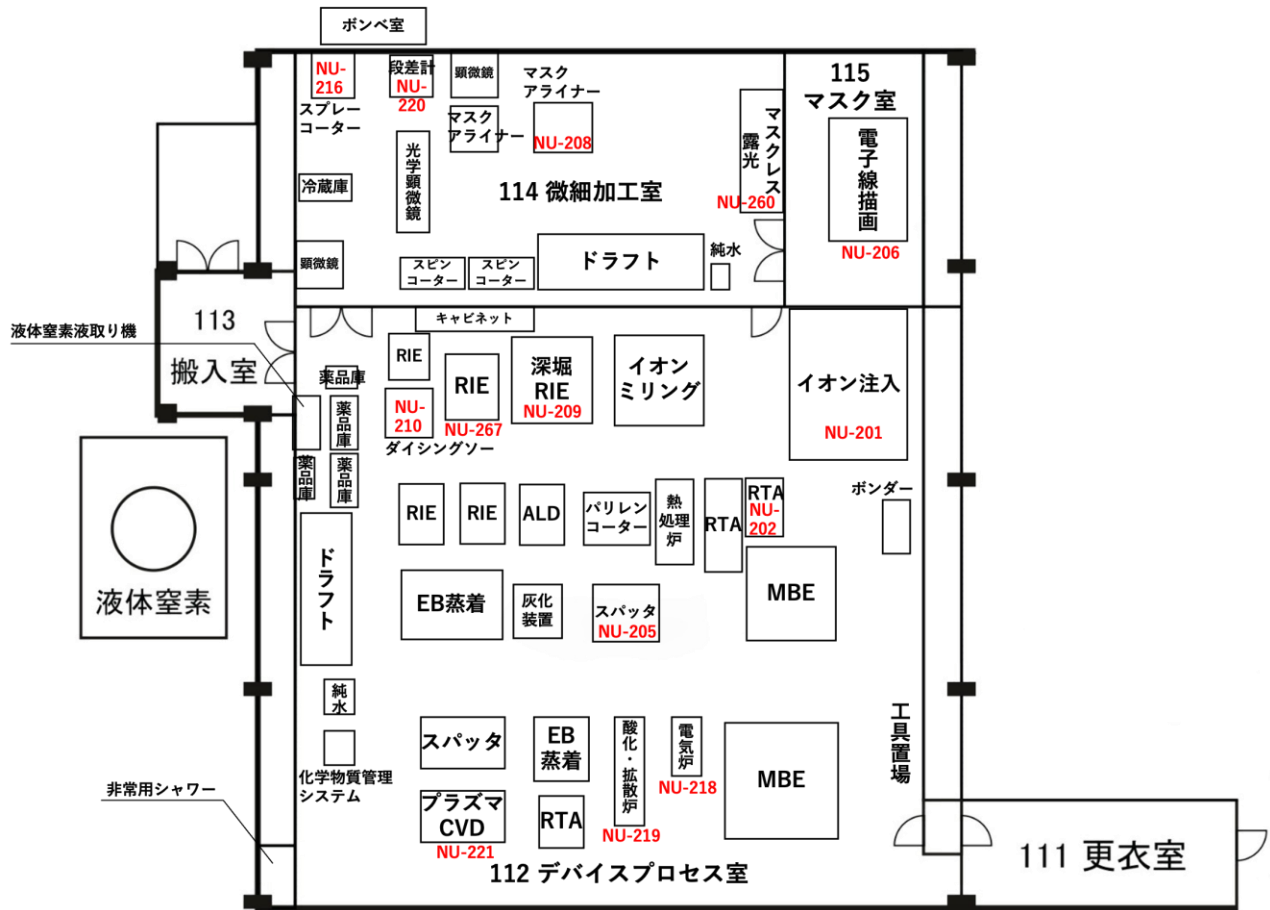 ボンベ室
NU-
216
スプレー
コーター
段差計
NU-
220
顕微鏡
マスク
アライナー
マスク
アライナー
NU-208
光学顕微鏡
冷蔵庫
114 微細加工室
マスクレス
露光
NU-260
115
マスク室
電子線描画
NU-206
顕微鏡
スピン
コーター
スピン
コーター
ドラフト
純水
113
搬入室
液体窒素液取り機
キャビネット
薬品庫
薬品庫
薬品庫
薬品庫
RIE
NU-
210
ダイシングソー
RIE
NU-267
深堀
RIE
NU-209
イオン
ミリング
イオン注入
NU-201
RIE
RIE
ALD
パリレン
コーター
熱処理炉
RTA
RTA
NU-
202
ボンダー
液体窒素
ドラフト
EB蒸着
灰化
装置
スパッタ
NU-205
MBE
純水
化学物質管理
システム
非常用シャワー
スパッタ
EB
蒸着
酸化・拡散炉
NU-219
電気炉
NU-218
MBE
工具置場
プラズマ
CVD
NU-221
RTA
112 デバイスプロセス室
111 更衣室